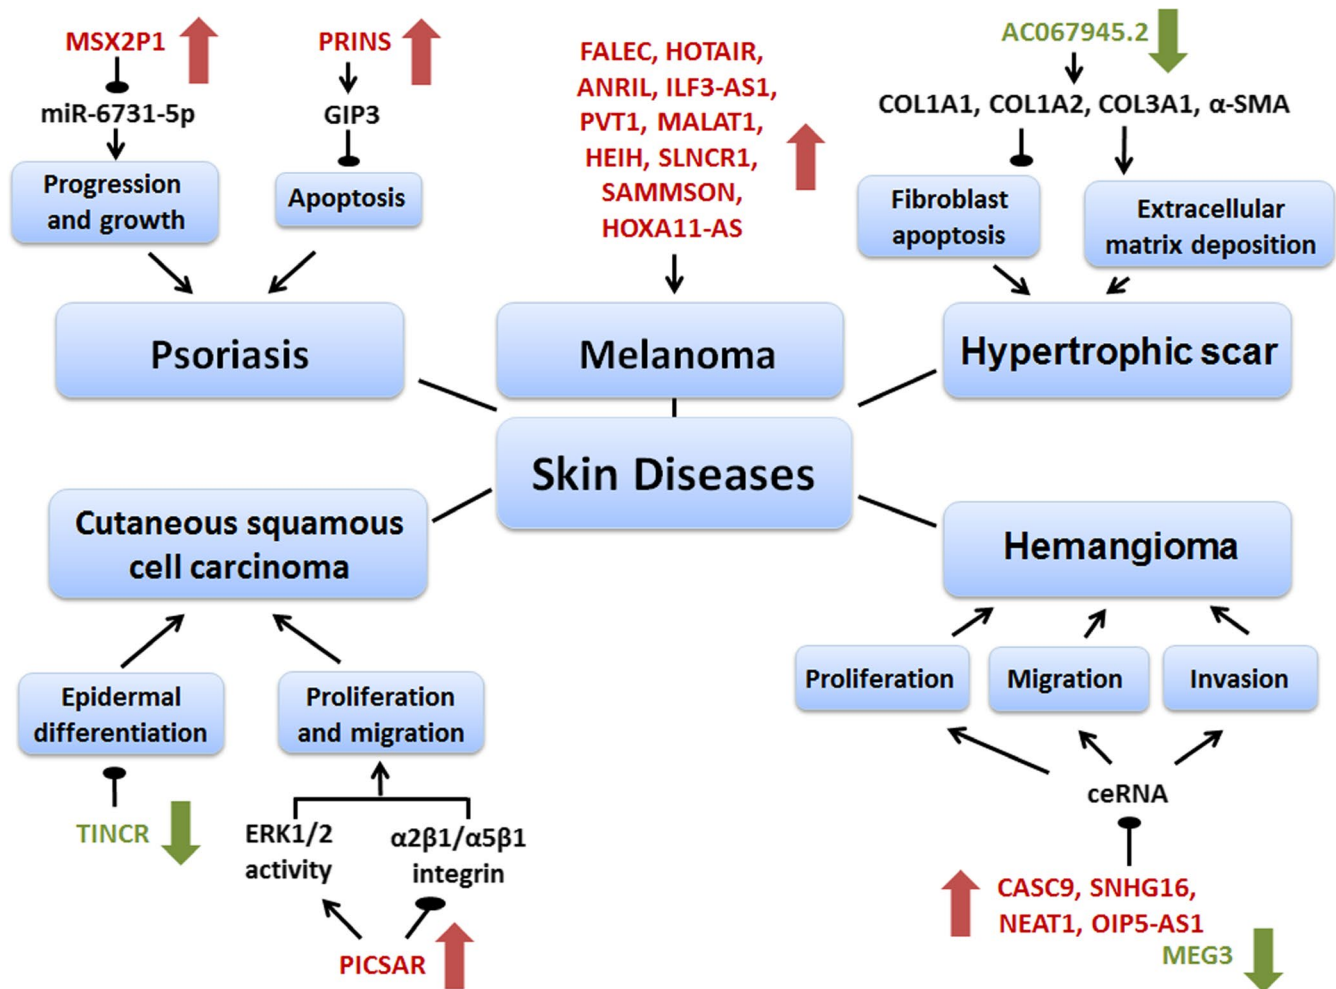 MSX2P1
miR-6731-5p
Progression
and growth
PRINS
GIP3
Apoptosis
Psoriasis
FALEC, HOTAIR,
ANRIL, ILF3-AS1,
PVT1, MALAT1,
HEIH, SLNCR1,
SAMMSON,
HOXA11-AS
Melanoma
AC067945.2
COL1A1, COL1A2, COL3A1, α-SMA
Fibroblast
apoptosis
Extracellular
matrix deposition
Hypertrophic scar
Skin Diseases
Cutaneous squamous
cell carcinoma
Epidermal
differentiation
TINCR
Proliferation
and migration
ERK1/2
activity
α2β1/α5β1
integrin
PICSAR
Hemangioma
Proliferation
Migration
Invasion
ceRNA
CASC9, SNHG16,
NEAT1, OIP5-AS1
MEG3